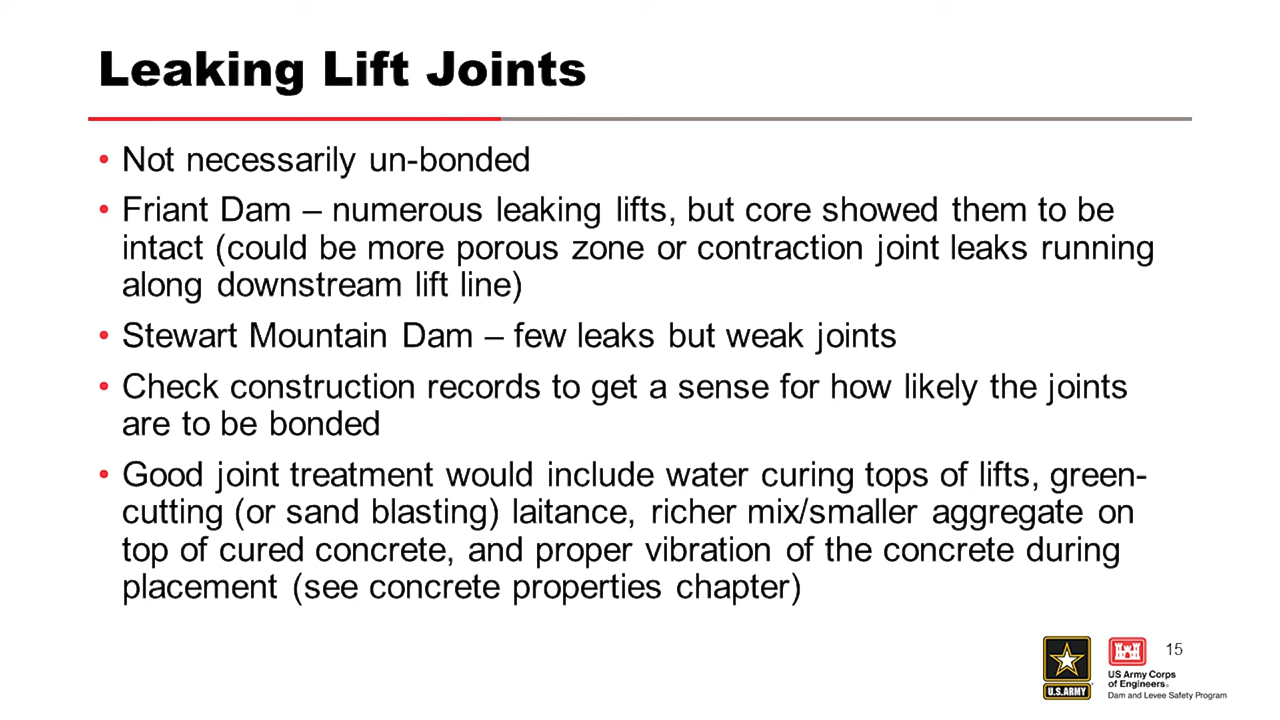 Leaking Lift Joints
• Not necessarily un-bonded
• Friant Dam – numerous leaking lifts, but core showed them to be
intact (could be more porous zone or contraction joint leaks running
along downstream lift line)
• Stewart Mountain Dam – few leaks but weak joints
• Check construction records to get a sense for how likely the joints
are to be bonded
• Good joint treatment would include water curing tops of lifts, green-
cutting (or sand blasting) laitance, richer mix/smaller aggregate on
top of cured concrete, and proper vibration of the concrete during
placement (see concrete properties chapter)
15
U.S.ARMY
US Army Corps
of Engineers®
Dam and Levee Safety Program